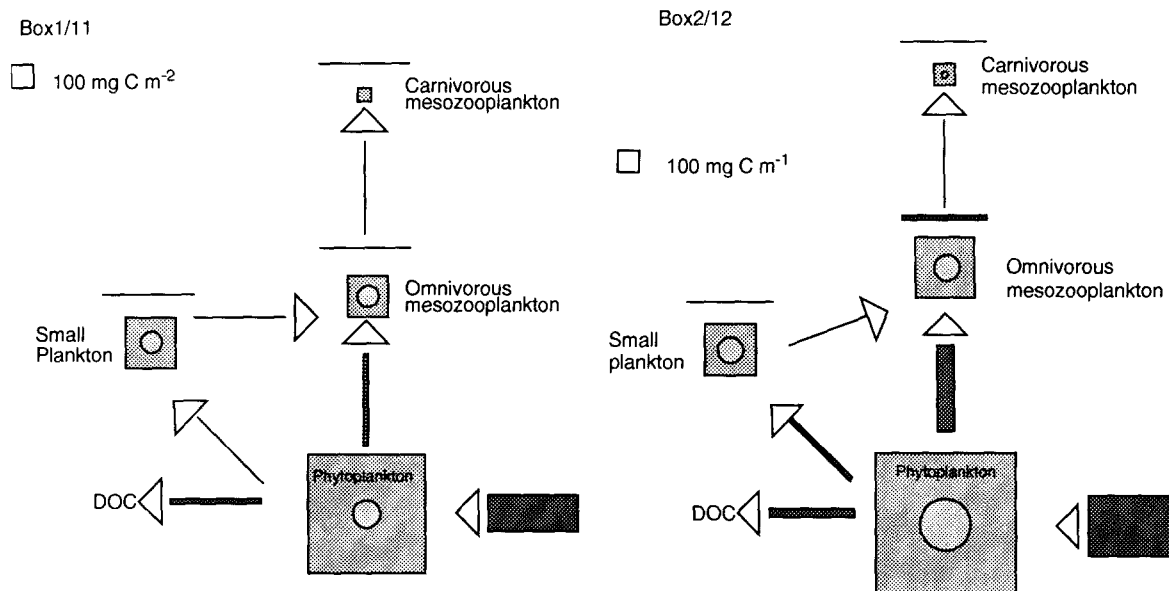 Box1/11
100 mg C m-2
Carnivorous
mesozooplankton
Omnivorous
mesozooplankton
Small
Plankton
Phytoplankton
DOC
Box2/12
100 mg C m-1
Carnivorous
mesozooplankton
Omnivorous
mesozooplankton
Small
plankton
Phytoplankton
DOC